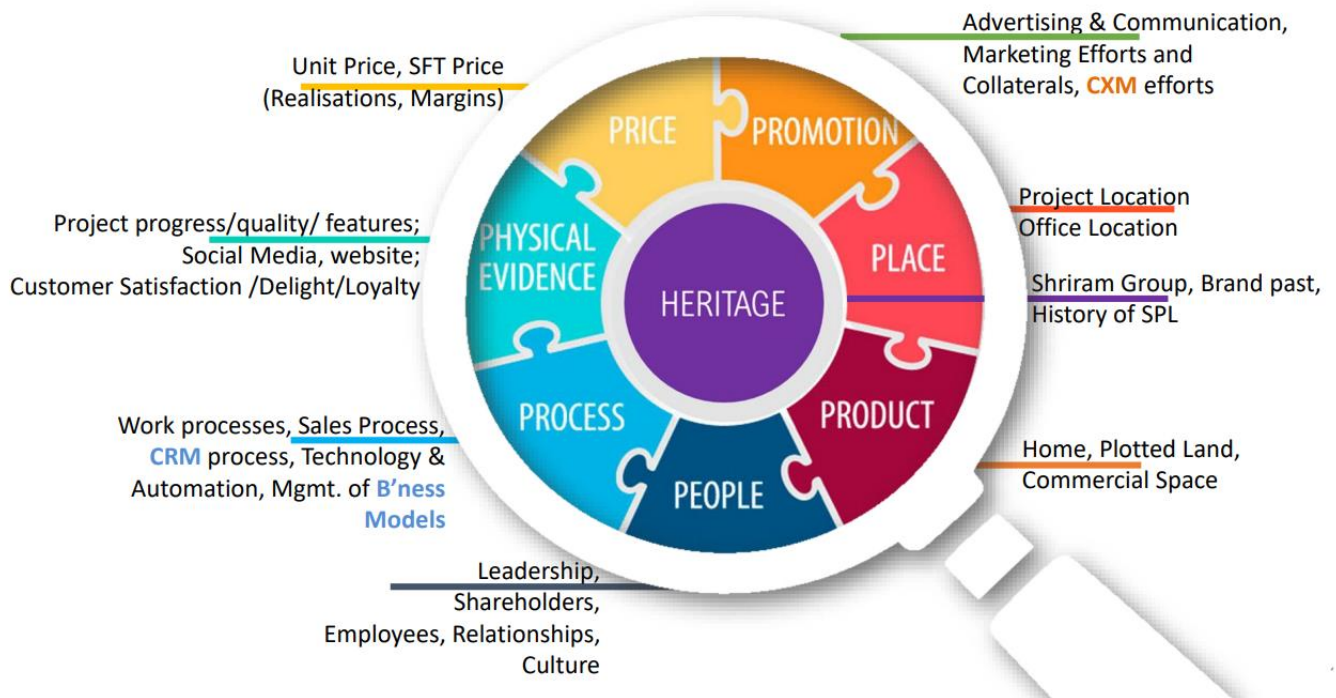 Advertising & Communication,
Marketing Efforts and
Collaterals, CXM efforts
Unit Price, SFT Price
(Realisations, Margins)
PRICE
PROMOTION
Project Location
Office Location
Project progress/quality/ features;
Social Media, website;
Customer Satisfaction /Delight/Loyalty
PHYSICAL
EVIDENCE
PLACE
HERITAGE
Shriram Group, Brand past,
History of SPL
PROCESS
PRODUCT
Work processes, Sales Process,
CRM process, Technology &
Automation, Mgmt. of B'ness
Models
Home, Plotted Land,
Commercial Space
PEOPLE
Leadership,
Shareholders,
Employees, Relationships,
Culture